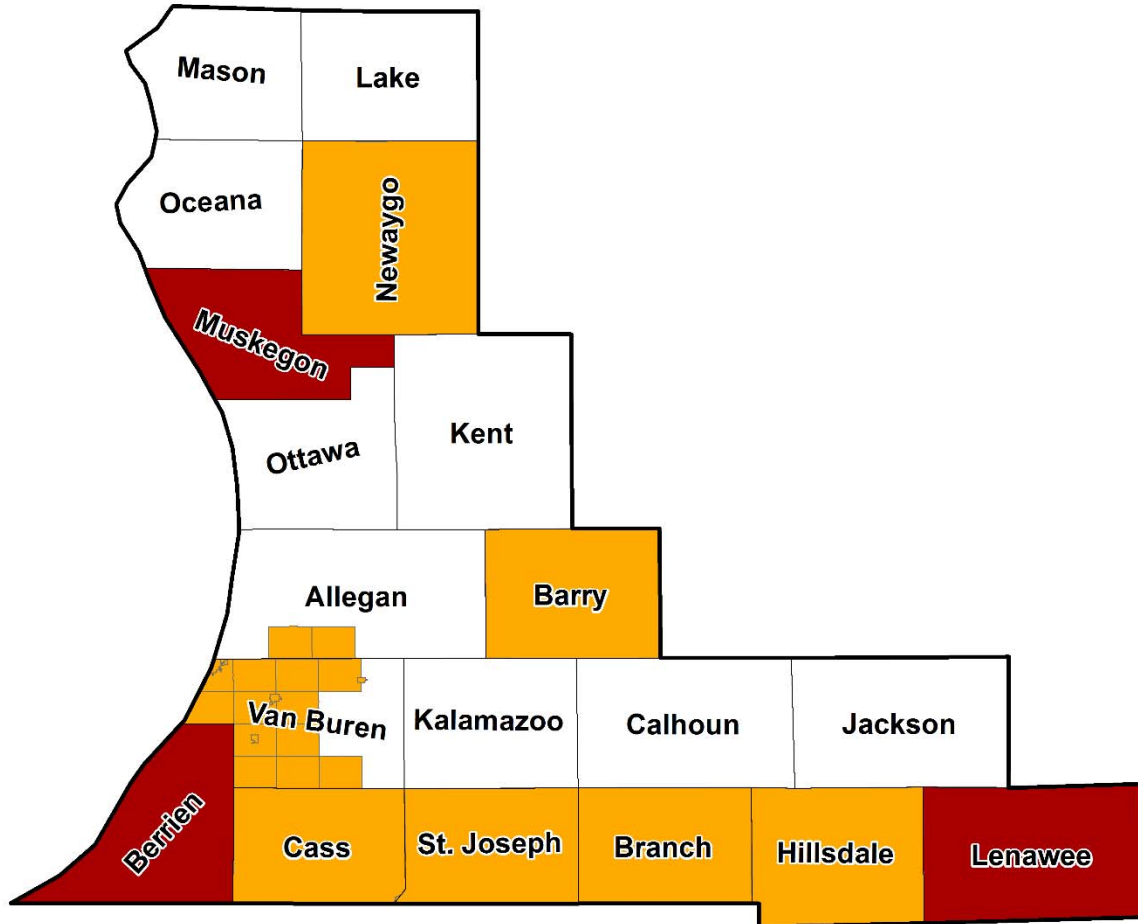 Mason
Lake
Oceana
Newaygo
Muskegon
Kent
Ottawa
Allegan
Barry
Van Buren
Kalamazoo
Calhoun
Jackson
Berrien
Cass
St. Joseph
Branch
Hillsdale
Lenawee